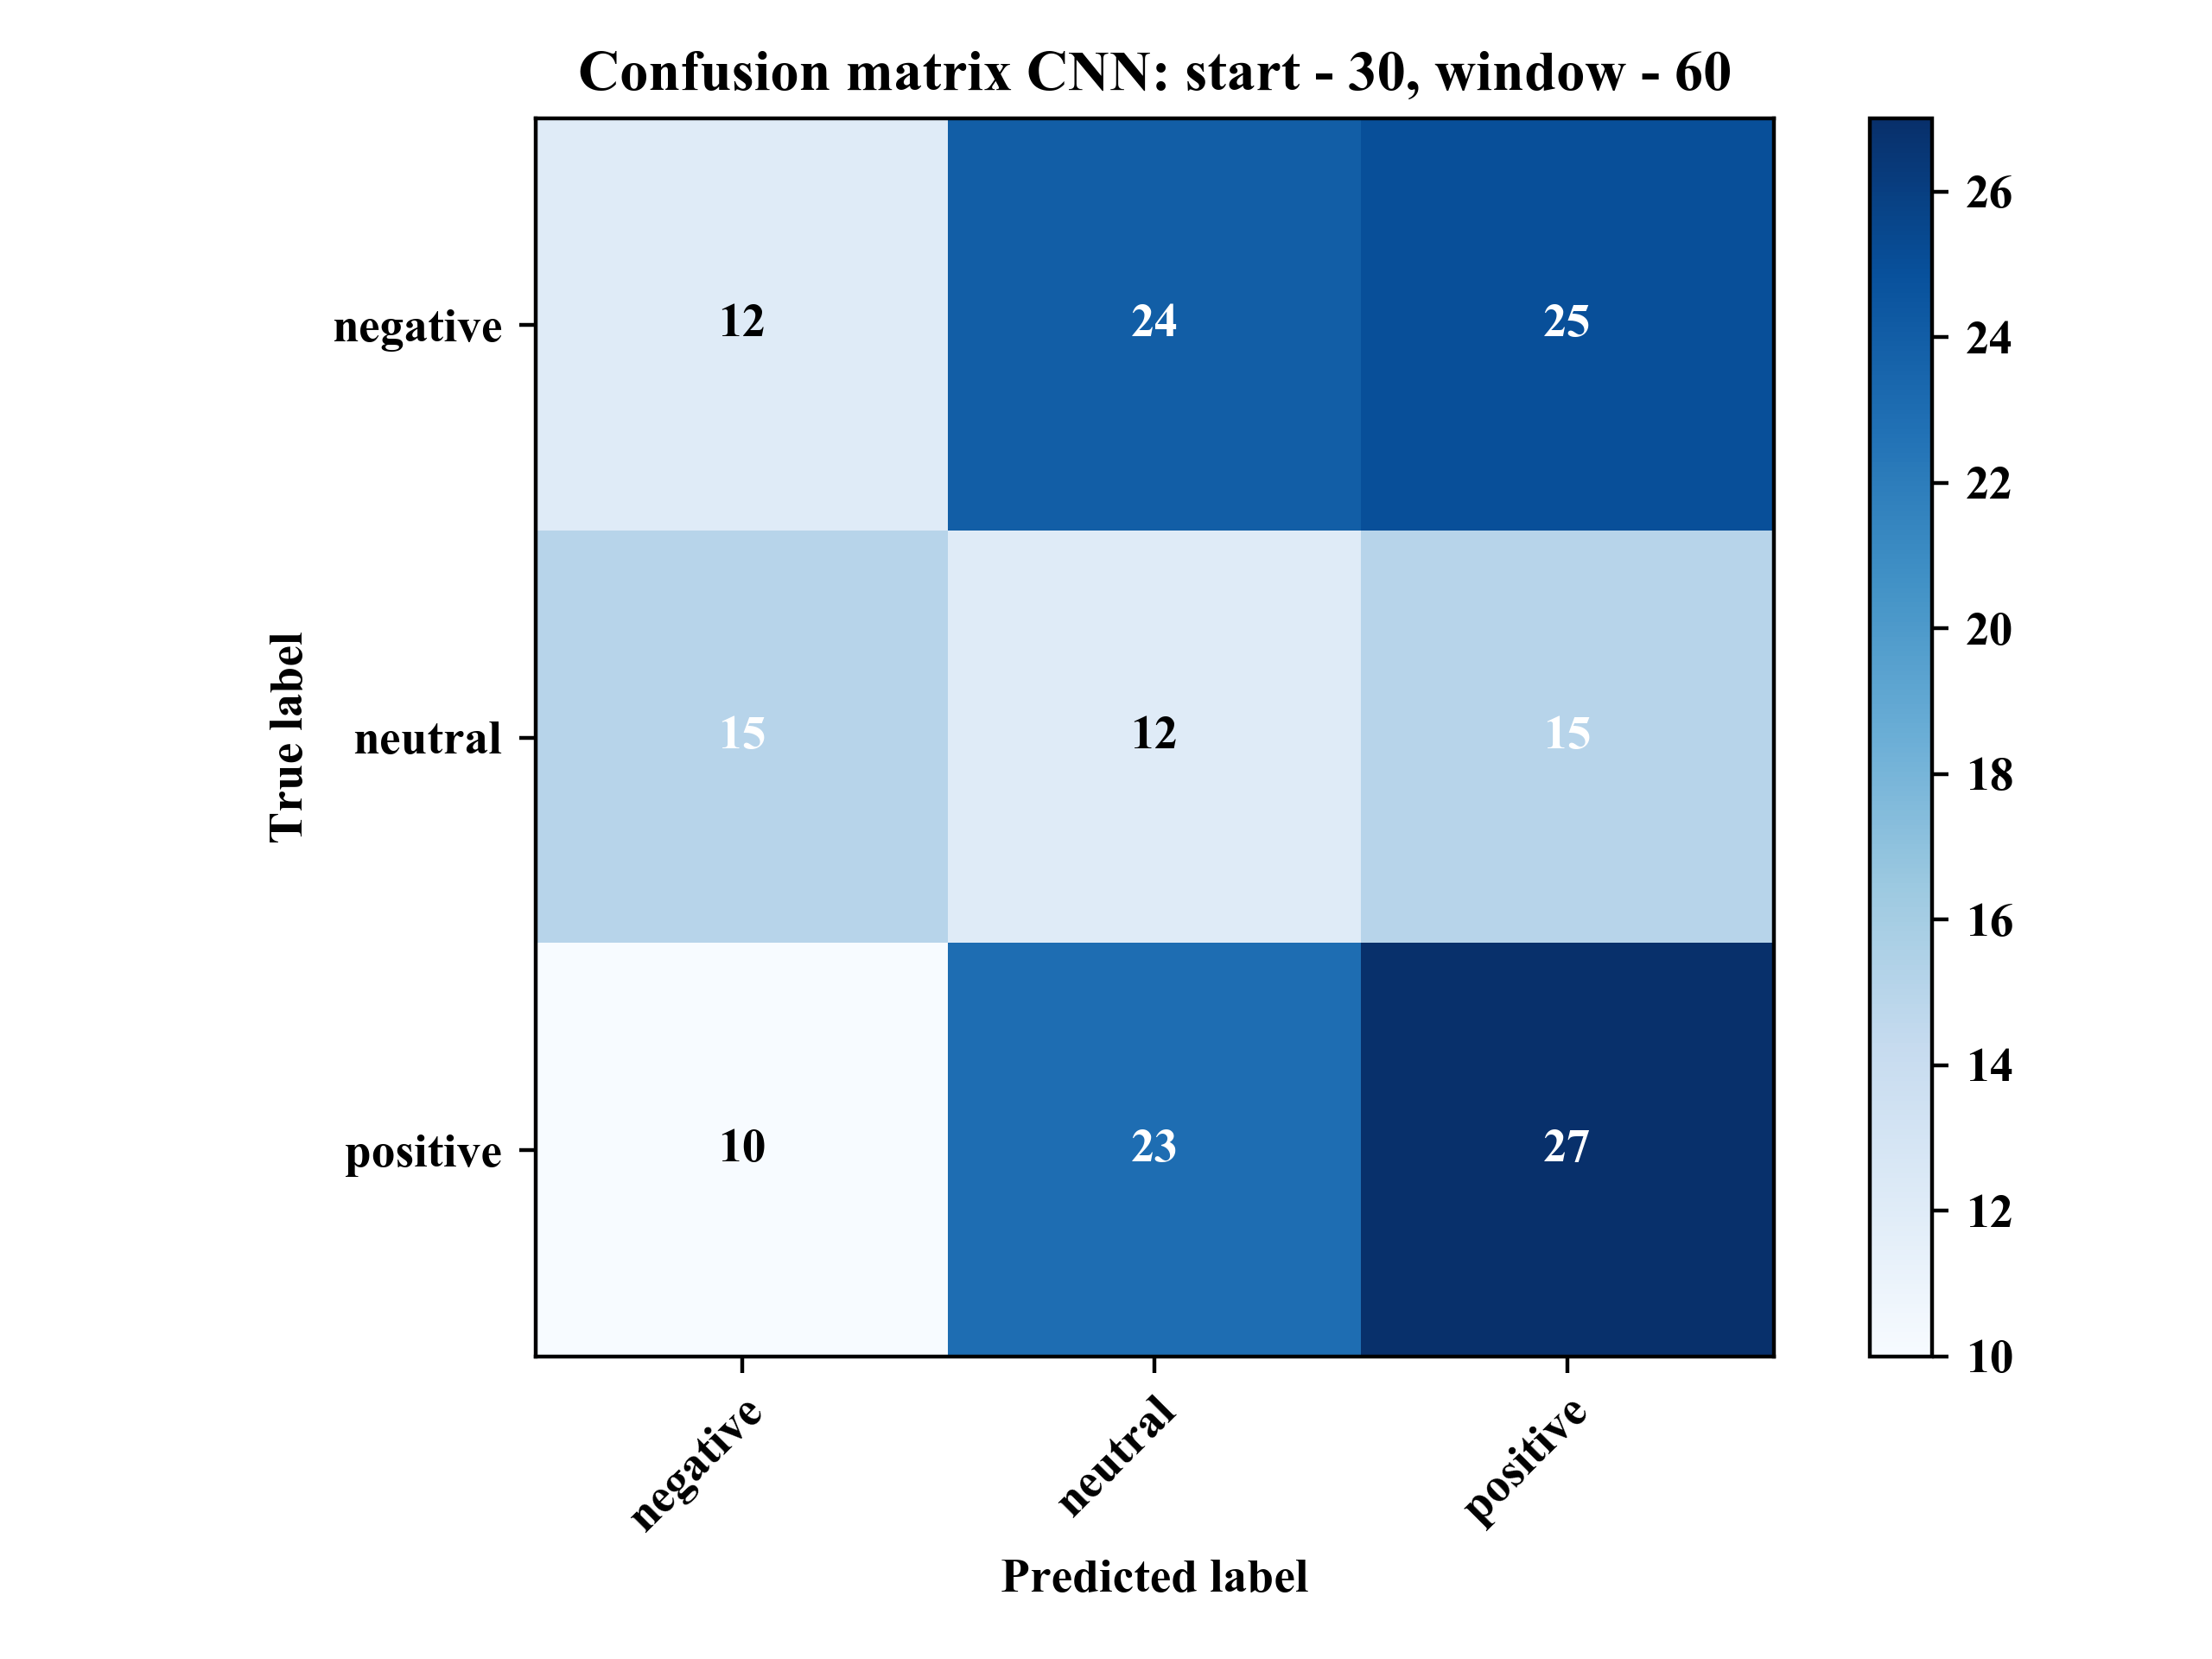 Confusion matrix CNN: start - 30, window - 60
True label
negative
12
24
25
neutral
15
12
15
positive
10
23
27
negative
neutral
positive
Predicted label
26
24
22
20
18
16
14
12
10